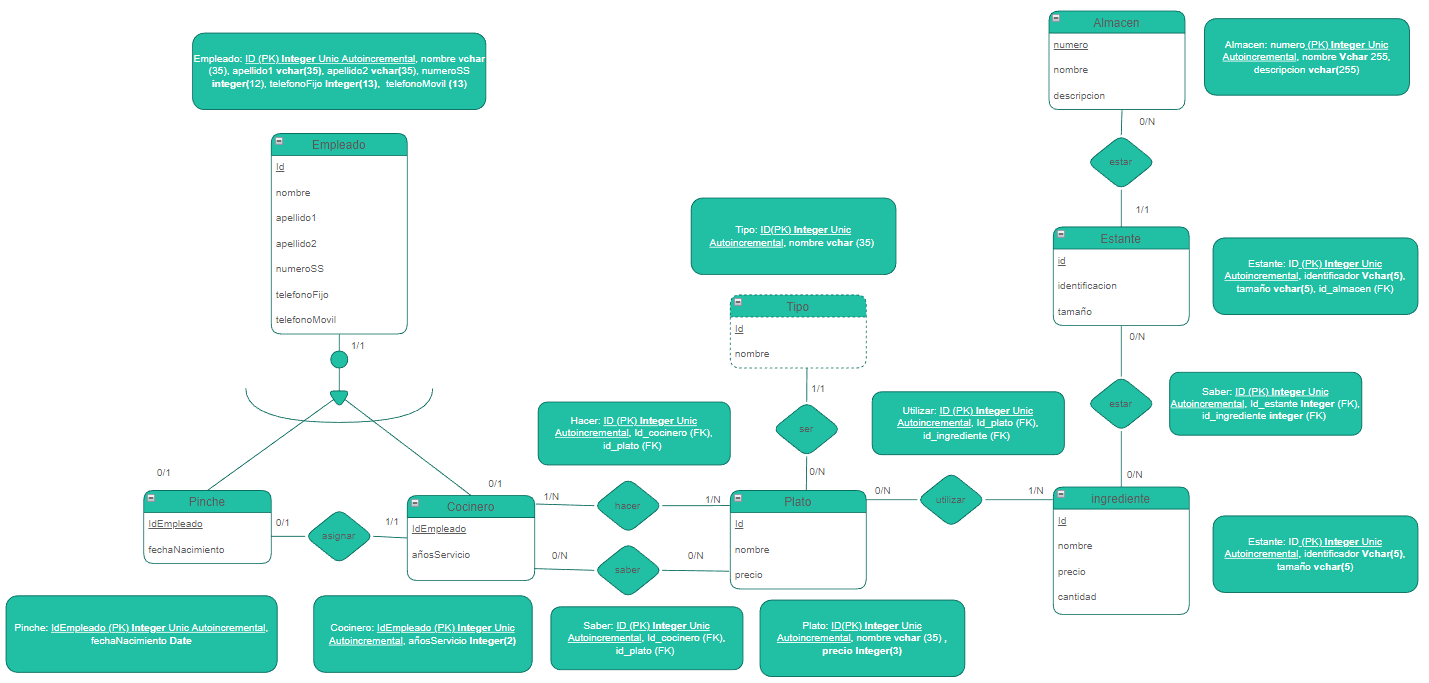 Almacen
numero
nombre
descripcion
Almacen: numero (PK) Integer Unic
Autoincremental, nombre Vchar 255,
descripcion vchar(255)
Empleado: ID (PK) Integer Unic Autoincremental, nombre vchar
(35), apellido1 vchar(35), apellido2 vchar(35), numeroSS
integer(12), telefonoFijo Integer(13), telefonoMovil (13)
0/N
estar
1/1
Empleado
Id
nombre
apellido1
apellido2
numeroSS
telefonoFijo
telefonoMovil
1/1
Tipo: ID(PK) Integer Unic
Autoincremental, nombre vchar (35)
Estante
id
identificacion
tamaño
Estante: ID (PK) Integer Unic
Autoincremental, identificador Vchar(5),
tamaño vchar(5), id_almacen (FK)
Tipo
Id
nombre
1/1
ser
0/N
0/N
estar
0/N
Saber: ID (PK) Integer Unic
Autoincremental, Id_estante Integer (FK),
id_ingrediente integer (FK)
Hacer: ID (PK) Integer Unic
Autoincremental, Id_cocinero (FK),
id_plato (FK)
Utilizar: ID (PK) Integer Unic
Autoincremental, Id_plato (FK),
id_ingrediente (FK)
0/1
0/1
Pinche
IdEmpleado
fechaNacimiento
0/1
asignar
1/1
Cocinero
IdEmpleado
añosServicio
1/N
hacer
1/N
0/N
saber
0/N
Plato
Id
nombre
precio
0/N
utilizar
1/N
ingrediente
Id
nombre
precio
cantidad
Estante: ID (PK) Integer Unic
Autoincremental, identificador Vchar(5),
tamaño vchar(5)
Pinche: IdEmpleado (PK) Integer Unic Autoincremental,
fechaNacimiento Date
Cocinero: IdEmpleado (PK) Integer Unic
Autoincremental, añosServicio Integer(2)
Saber: ID (PK) Integer Unic
Autoincremental, Id_cocinero (FK),
id_plato (FK)
Plato: ID(PK) Integer Unic
Autoincremental, nombre vchar (35) ,
precio Integer(3)